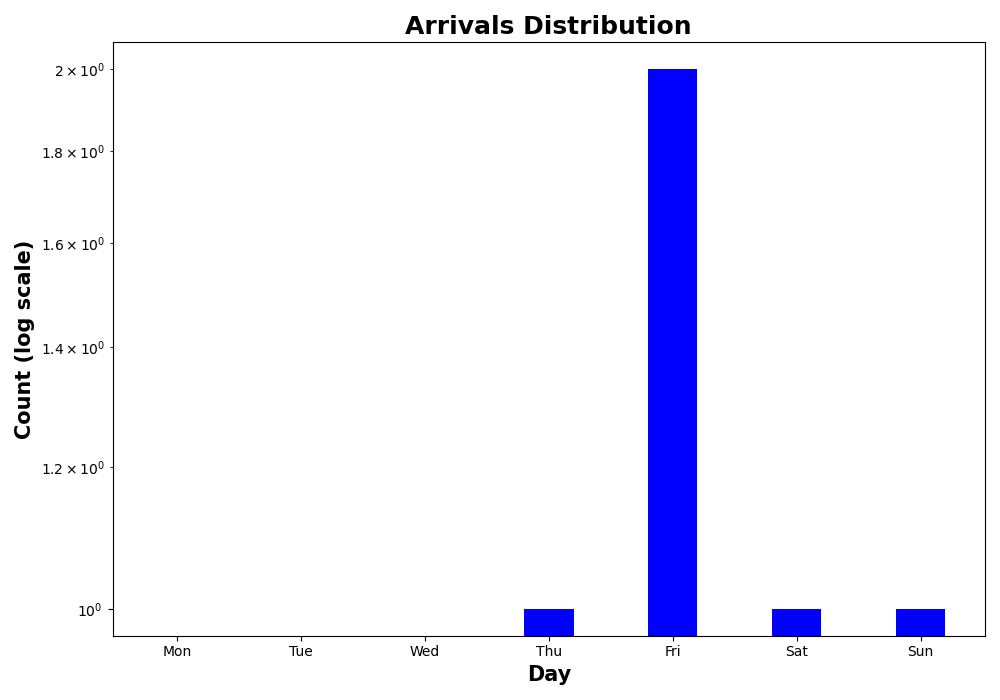 Arrivals Distribution
Count (log scale)
2 × 10⁰
1.8 × 10⁰
1.6 × 10⁰
1.4 × 10⁰
1.2 × 10⁰
10⁰
Mon Tue Wed Thu Fri Sat Sun
Day